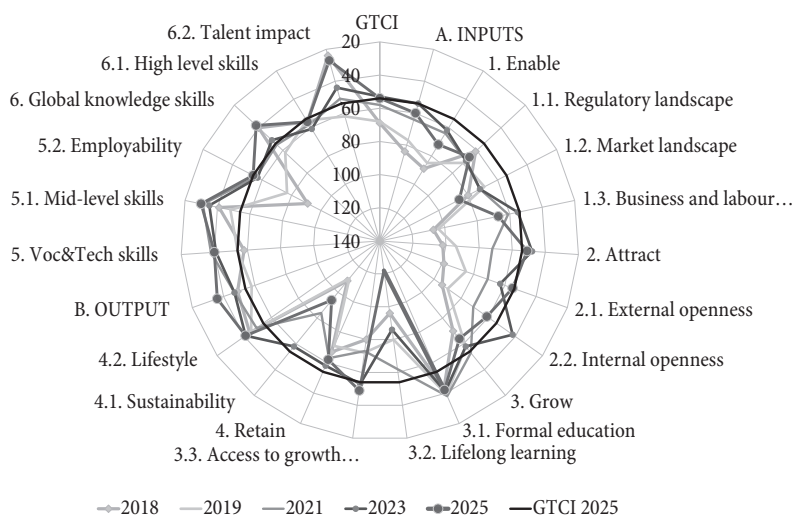 GTCI
A. INPUTS
1. Enable
1.1. Regulatory landscape
1.2. Market landscape
1.3. Business and labour…
2. Attract
2.1. External openness
2.2. Internal openness
3. Grow
3.1. Formal education
3.2. Lifelong learning
3.3. Access to growth…
4. Retain
4.1. Sustainability
4.2. Lifestyle
B. OUTPUT
5. Voc&Tech skills
5.1. Mid-level skills
5.2. Employability
6. Global knowledge skills
6.1. High level skills
6.2. Talent impact
20
40
60
80
100
120
140
2018 2019 2021 2023 2025 GTCI 2025